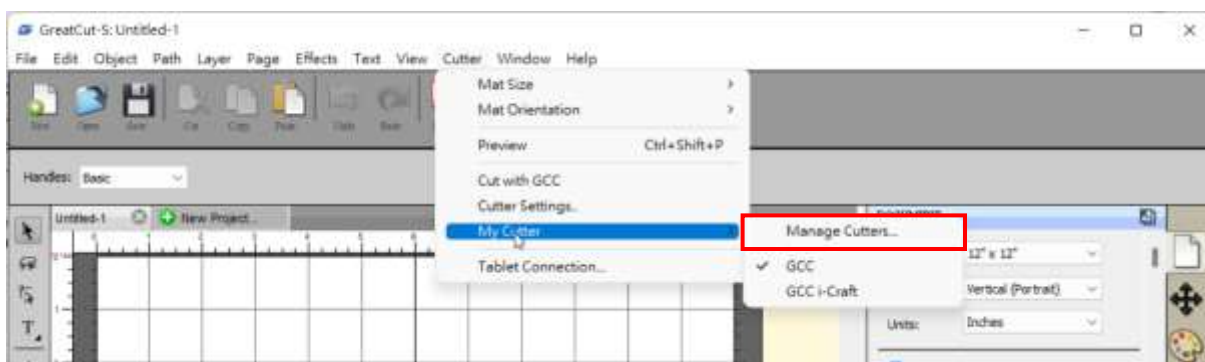 GreatCut-S: Untitled-1
File Edit Object Path Layer Page Effects Text View Cutter Window Help
Mat Size
Mat Orientation
Preview Ctrl+Shift+P
Handles: Basic
Cut with GCC
Cutter Settings...
Untitled-1 New Project...
My Cutter
Manage Cutters...
12" x 12"
Tablet Connection...
GCC
GCC i-Craft
Vertical (Portrait)
Units: Inches